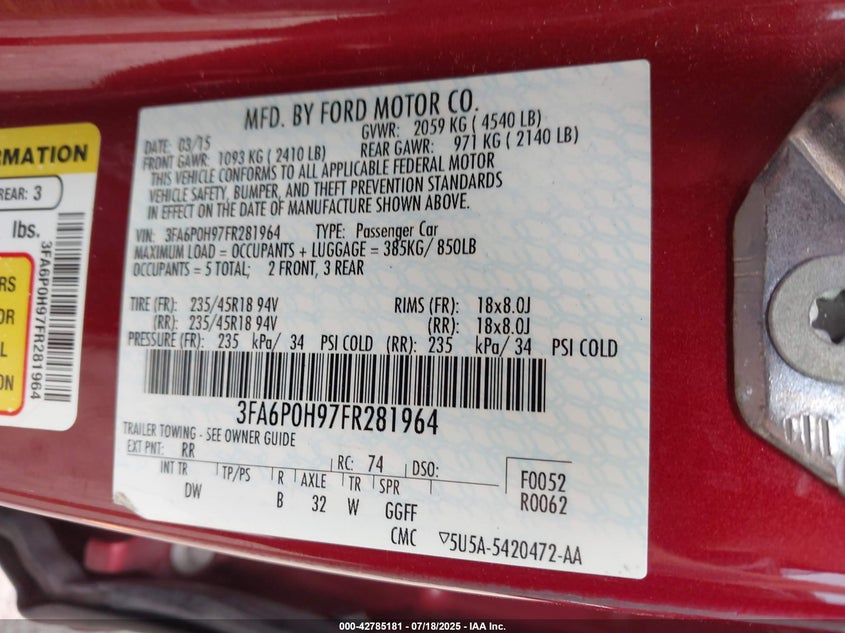 MFD. BY FORD MOTOR CO.
DATE: 03/15 GVWR: 2059 KG ( 4540 LB)
FRONT GAWR: 1093 KG ( 2410 LB) REAR GAWR: 971 KG ( 2140 LB)
THIS VEHICLE CONFORMS TO ALL APPLICABLE FEDERAL MOTOR
VEHICLE SAFETY, BUMPER, AND THEFT PREVENTION STANDARDS
IN EFFECT ON THE DATE OF MANUFACTURE SHOWN ABOVE.
VIN: 3FA6P0H97FR281964 TYPE: Passenger Car
MAXIMUM LOAD = OCCUPANTS + LUGGAGE = 385KG/ 850LB
OCCUPANTS = 5 TOTAL; 2 FRONT, 3 REAR
TIRE (FR): 235/45R18 94V RIMS (FR): 18x8.0J
(RR): 235/45R18 94V (RR): 18x8.0J
PRESSURE (FR): 235 kPa/ 34 PSI COLD (RR): 235 kPa/ 34 PSI COLD
3FA6P0H97FR281964
TRAILER TOWING - SEE OWNER GUIDE
EXT PNT: RR RC: 74 DSO: F0052
INT TR TP/PS R AXLE TR SPR R0062
DW B 32 W GGFF
CMC ▽5U5A-5420472-AA
RMATION
REAR: 3
lbs.
3FA6P0H97FR281964
RS
OR
L
ON
000-42785181 / 07/18/2025 - IAA Inc.